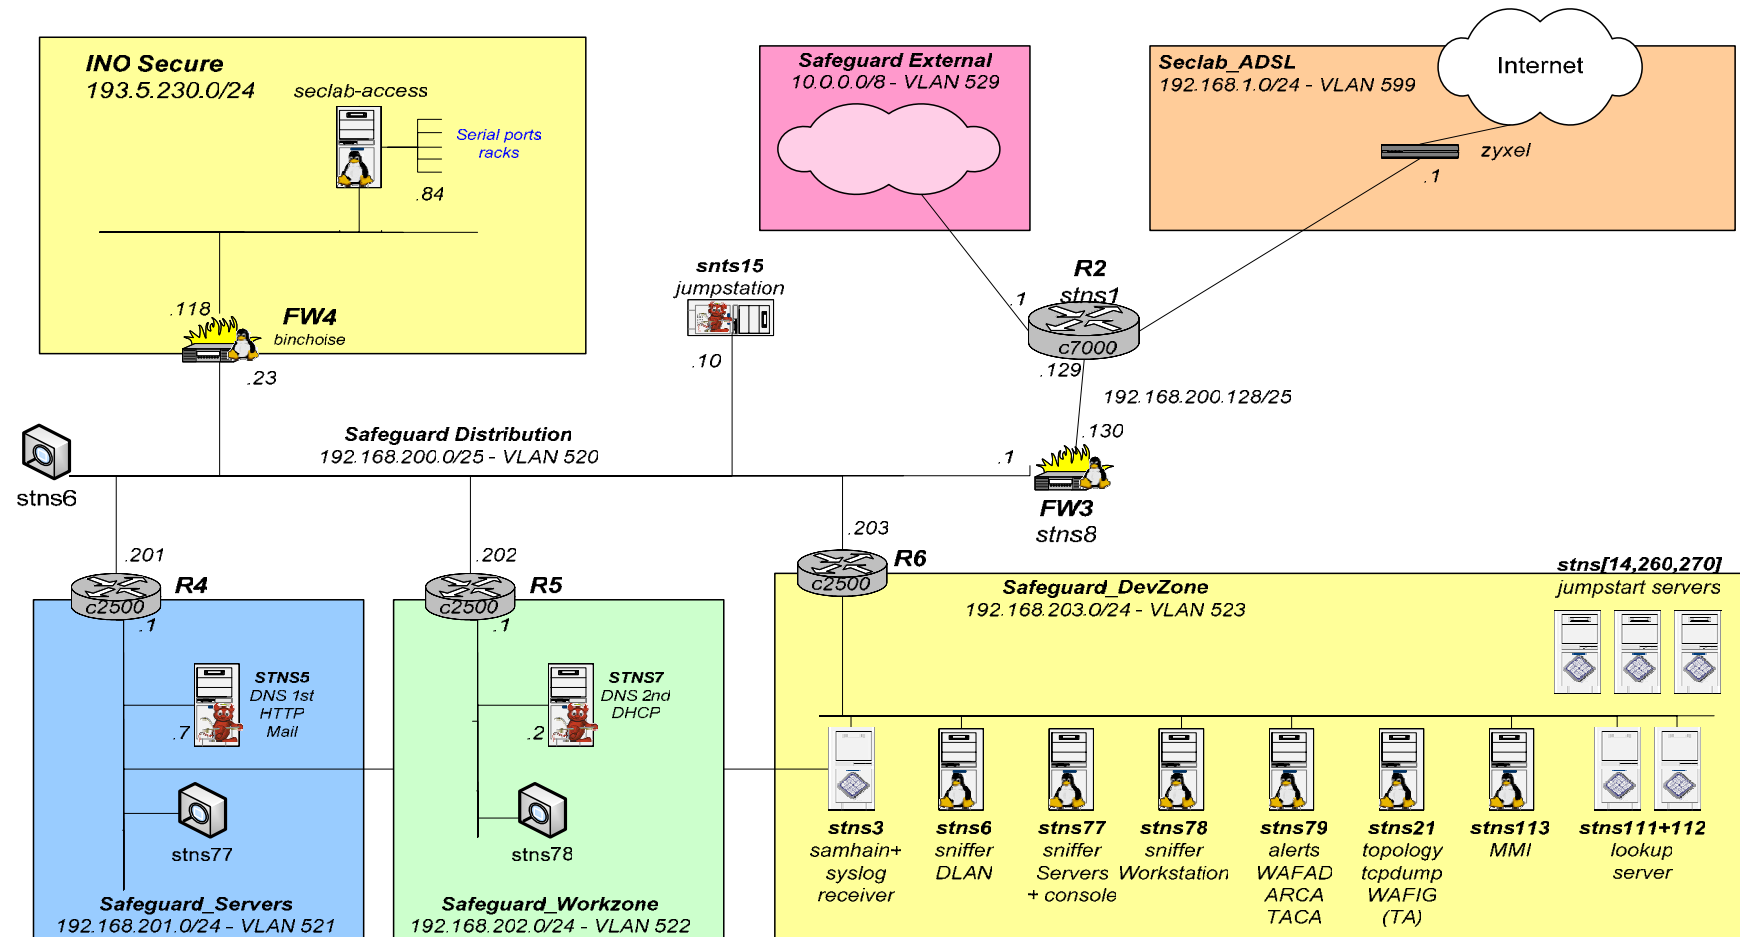 INO Secure
193.5.230.0/24
seclab-access
Serial ports
racks
.84
.118
FW4
binchoise
.23
Safeguard External
10.0.0.0/8 - VLAN 529
Seclab_ADSL
192.168.1.0/24 - VLAN 599
Internet
zyxel
.1
snts15
jumpstation
.10
R2
stns1
.1
c7000
.129
192.168.200.128/25
.130
.1
FW3
stns8
Safeguard Distribution
192.168.200.0/25 - VLAN 520
stns6
.201
R4
c2500
.1
STNS5
DNS 1st
HTTP
Mail
.7
stns77
Safeguard_Servers
192.168.201.0/24 - VLAN 521
.202
R5
c2500
.1
STNS7
DNS 2nd
DHCP
.2
stns78
Safeguard_Workzone
192.168.202.0/24 - VLAN 522
.203
R6
c2500
Safeguard_DevZone
192.168.203.0/24 - VLAN 523
stns[14,260,270]
jumpstart servers
stns3
samhain+
syslog
receiver
stns6
sniffer
DLAN
stns77
sniffer
Servers
+ console
stns78
sniffer
Workstation
stns79
alerts
WAFAD
ARCA
TACA
stns21
topology
tcpdump
WAFIG
(TA)
stns113
MMI
stns111+112
lookup
server